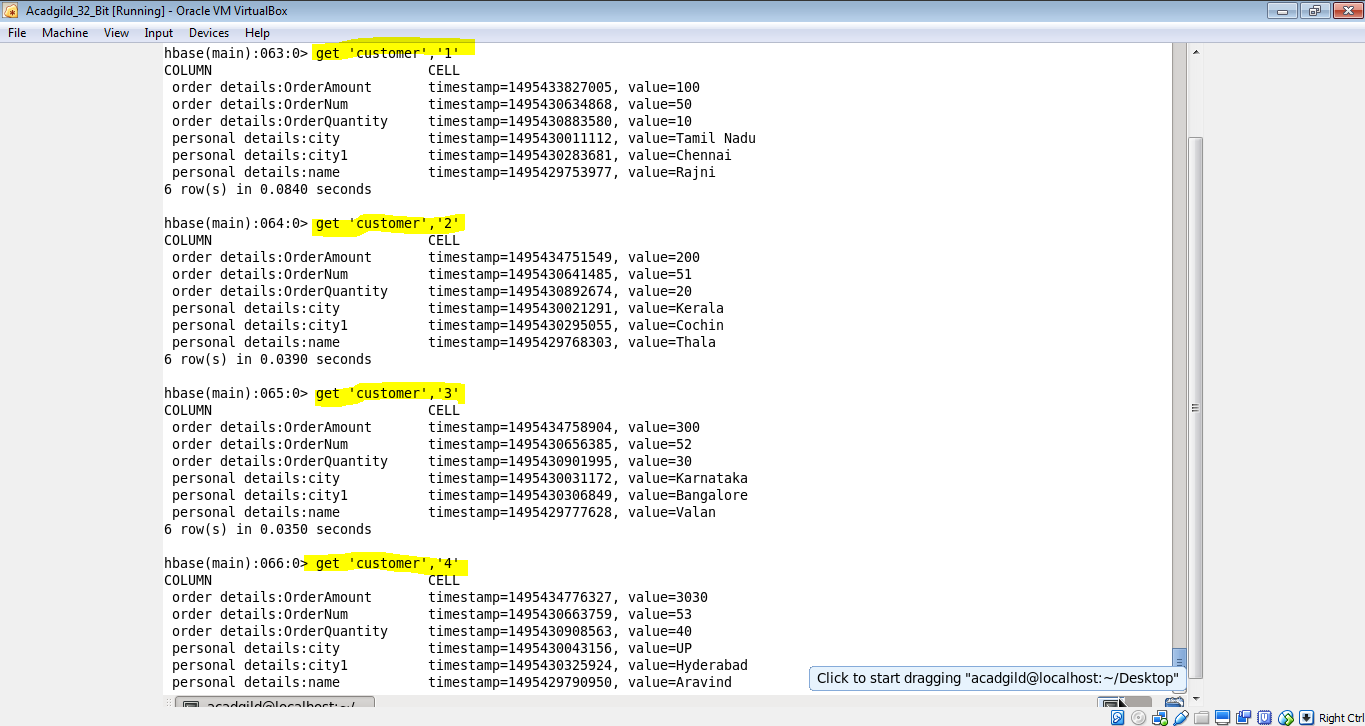 Acadgild_32_Bit [Running] - Oracle VM VirtualBox
File Machine View Input Devices Help
hbase(main):063:0> get 'customer','1'
COLUMN CELL
order details:OrderAmount timestamp=1495433827005, value=100
order details:OrderNum timestamp=1495430634868, value=50
order details:OrderQuantity timestamp=1495430883580, value=10
personal details:city timestamp=1495430011112, value=Tamil Nadu
personal details:city1 timestamp=1495430283681, value=Chennai
personal details:name timestamp=1495429753977, value=Rajni
6 row(s) in 0.0840 seconds
hbase(main):064:0> get 'customer','2'
COLUMN CELL
order details:OrderAmount timestamp=1495434751549, value=200
order details:OrderNum timestamp=1495430641485, value=51
order details:OrderQuantity timestamp=1495430892674, value=20
personal details:city timestamp=1495430021291, value=Kerala
personal details:city1 timestamp=1495430295055, value=Cochin
personal details:name timestamp=1495429768303, value=Thala
6 row(s) in 0.0390 seconds
hbase(main):065:0> get 'customer','3'
COLUMN CELL
order details:OrderAmount timestamp=1495434758904, value=300
order details:OrderNum timestamp=1495430656385, value=52
order details:OrderQuantity timestamp=1495430901995, value=30
personal details:city timestamp=1495430031172, value=Karnataka
personal details:city1 timestamp=1495430306849, value=Bangalore
personal details:name timestamp=1495429777628, value=Valan
6 row(s) in 0.0350 seconds
hbase(main):066:0> get 'customer','4'
COLUMN CELL
order details:OrderAmount timestamp=1495434776327, value=3030
order details:OrderNum timestamp=1495430663759, value=53
order details:OrderQuantity timestamp=1495430908563, value=40
personal details:city timestamp=1495430043156, value=UP
personal details:city1 timestamp=1495430325924, value=Hyderabad
personal details:name timestamp=1495429790950, value=Aravind
Click to start dragging "acadgild@localhost:~/Desktop"
acadgild@localhost:~/
Right Ctrl